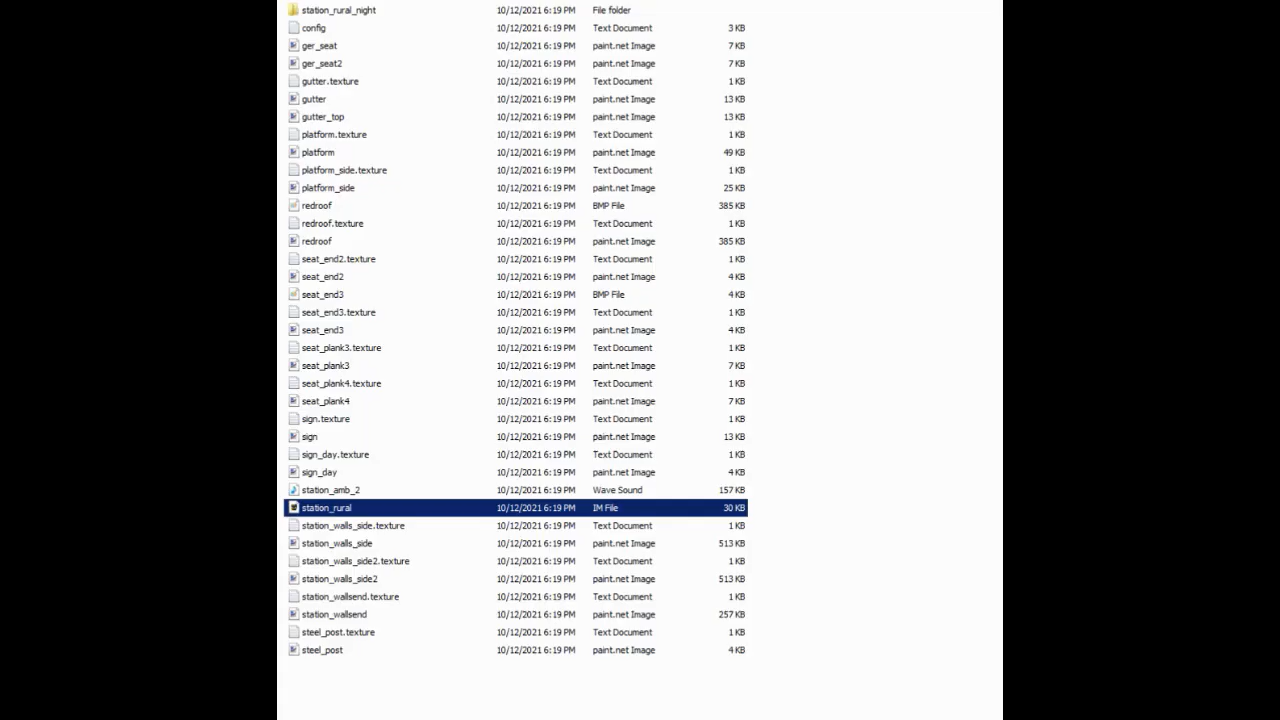 station_rural_night 10/12/2021 6:19 PM File folder
config 10/12/2021 6:19 PM Text Document 3 KB
ger_seat 10/12/2021 6:19 PM paint.net Image 7 KB
ger_seat2 10/12/2021 6:19 PM paint.net Image 7 KB
gutter.texture 10/12/2021 6:19 PM Text Document 1 KB
gutter 10/12/2021 6:19 PM paint.net Image 13 KB
gutter_top 10/12/2021 6:19 PM paint.net Image 13 KB
platform.texture 10/12/2021 6:19 PM Text Document 1 KB
platform 10/12/2021 6:19 PM paint.net Image 49 KB
platform_side.texture 10/12/2021 6:19 PM Text Document 1 KB
platform_side 10/12/2021 6:19 PM paint.net Image 25 KB
redroof 10/12/2021 6:19 PM BMP File 385 KB
redroof.texture 10/12/2021 6:19 PM Text Document 1 KB
redroof 10/12/2021 6:19 PM paint.net Image 385 KB
seat_end2.texture 10/12/2021 6:19 PM Text Document 1 KB
seat_end2 10/12/2021 6:19 PM paint.net Image 4 KB
seat_end3 10/12/2021 6:19 PM BMP File 4 KB
seat_end3.texture 10/12/2021 6:19 PM Text Document 1 KB
seat_end3 10/12/2021 6:19 PM paint.net Image 4 KB
seat_plank3.texture 10/12/2021 6:19 PM Text Document 1 KB
seat_plank3 10/12/2021 6:19 PM paint.net Image 7 KB
seat_plank4.texture 10/12/2021 6:19 PM Text Document 1 KB
seat_plank4 10/12/2021 6:19 PM paint.net Image 7 KB
sign.texture 10/12/2021 6:19 PM Text Document 1 KB
sign 10/12/2021 6:19 PM paint.net Image 13 KB
sign_day.texture 10/12/2021 6:19 PM Text Document 1 KB
sign_day 10/12/2021 6:19 PM paint.net Image 4 KB
station_amb_2 10/12/2021 6:19 PM Wave Sound 157 KB
station_rural 10/12/2021 6:19 PM IM File 30 KB
station_walls_side.texture 10/12/2021 6:19 PM Text Document 1 KB
station_walls_side 10/12/2021 6:19 PM paint.net Image 513 KB
station_walls_side2.texture 10/12/2021 6:19 PM Text Document 1 KB
station_walls_side2 10/12/2021 6:19 PM paint.net Image 513 KB
station_wallsend.texture 10/12/2021 6:19 PM Text Document 1 KB
station_wallsend 10/12/2021 6:19 PM paint.net Image 257 KB
steel_post.texture 10/12/2021 6:19 PM Text Document 1 KB
steel_post 10/12/2021 6:19 PM paint.net Image 4 KB